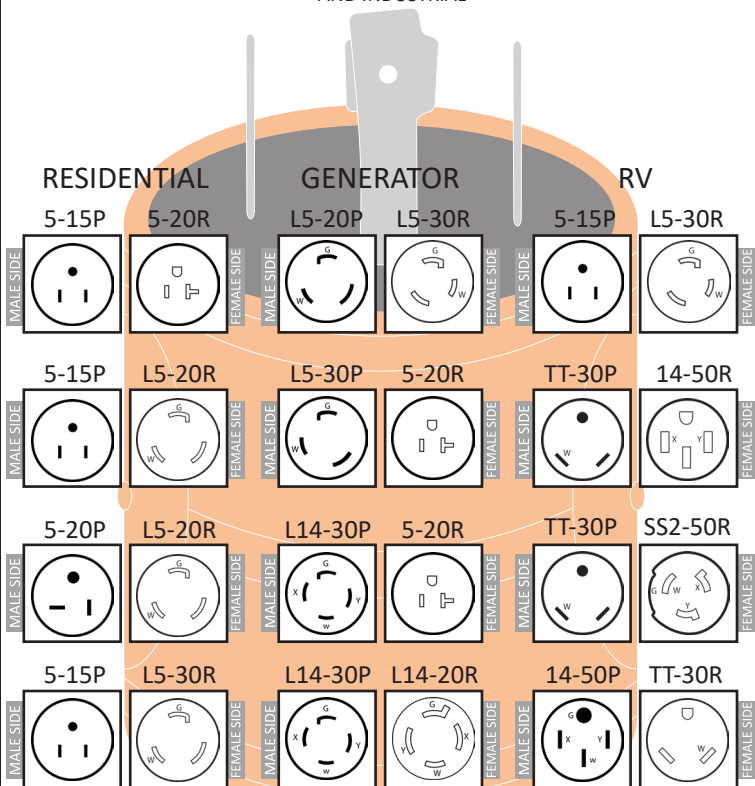 AND INDUSTRIAL
RESIDENTIAL GENERATOR RV
5-15P 5-20R L5-20P L5-30R 5-15P L5-30R
MALE SIDE
FEMALE SIDE
MALE SIDE
G
W
G
W
FEMALE SIDE
MALE SIDE
G
W
FEMALE SIDE
5-15P L5-20R L5-30P 5-20R TT-30P 14-50R
MALE SIDE
G
W
FEMALE SIDE
MALE SIDE
G
W
FEMALE SIDE
MALE SIDE
W
X Y
FEMALE SIDE
5-20P L5-20R L14-30P 5-20R TT-30P SS2-50R
MALE SIDE
G
W
FEMALE SIDE
MALE SIDE
G
X Y
W
FEMALE SIDE
MALE SIDE
W
G W X
Y
FEMALE SIDE
5-15P L5-30R L14-30P L14-20R 14-50P TT-30R
MALE SIDE
G
W
FEMALE SIDE
MALE SIDE
G
X Y
W
G
Y X
W
FEMALE SIDE
MALE SIDE
G
X Y
W
W
FEMALE SIDE